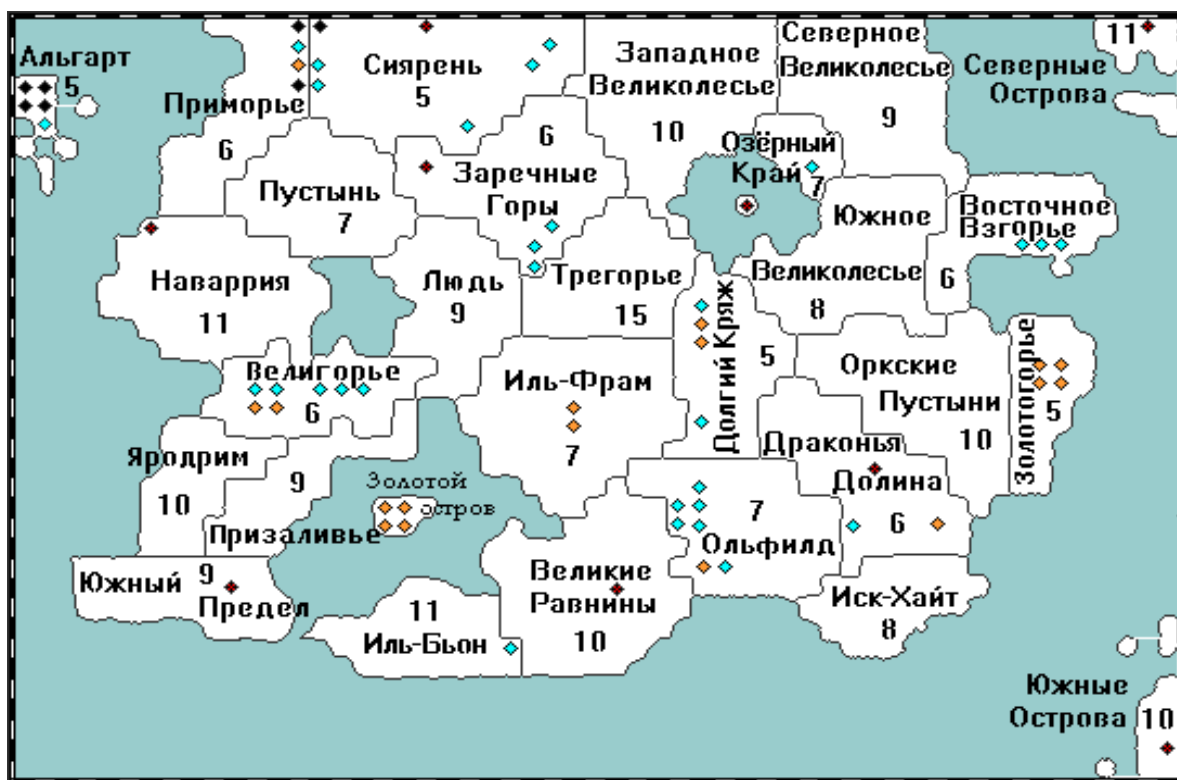 Альгарт
5
Приморье
6
Сиярень
5
Западное
Великолесье
10
Северное
Великолесье
9
11
Северные
Острова
Пустынь
7
6
Заречные
Горы
Озёрный
Край
7
Южное
Великолесье
8
Восточное
Взгорье
6
Наваррия
11
Людь
9
Трегорье
15
Долгий Кряж
5
Велигорье
6
Иль-Фрам
7
Оркские
Пустыни
10
Золотогорье
5
Яродрим
10
9
Призаливье
Золотой
остров
Драконья
Долина
6
7
Ольфилд
Южный
9
Предел
11
Иль-Бьон
Великие
Равнины
10
Иск-Хайт
8
Южные
Острова
10